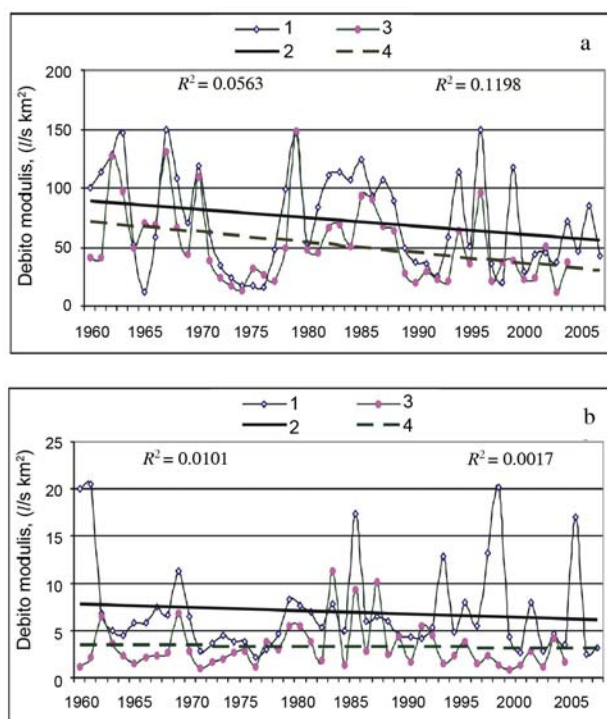 1 3
2 4
a
R² = 0.0563 R² = 0.1198
Debito modulis, (l/s km²)
200
150
100
50
0
1960 1965 1970 1975 1985 1985 1990 1995 2000 2005
1 3
2 4
b
R² = 0.0101 R² = 0.0017
Debito modulis, (l/s km²)
25
20
15
10
5
0
1960 1965 1970 1975 1980 1985 1990 1995 2000 2005